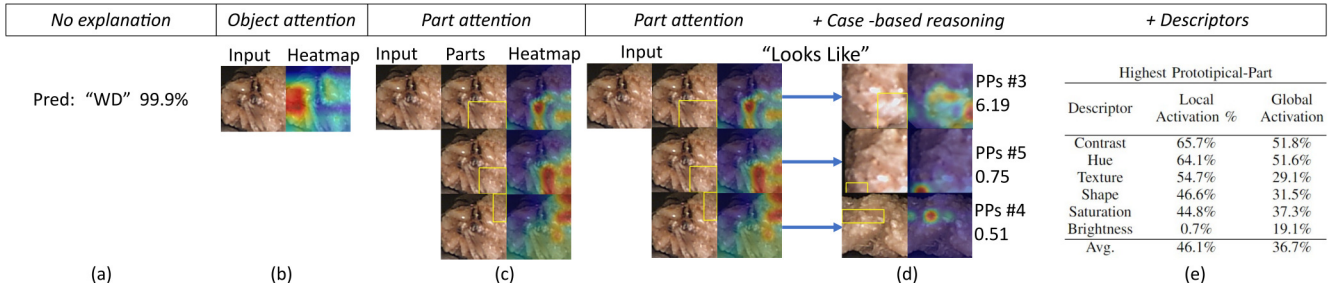 No explanation
Object attention
Part attention
Part attention
+ Case -based reasoning
+ Descriptors
Pred: "WD" 99.9%
Input Heatmap
Input Parts Heatmap
Input
"Looks Like"
PPs #3
6.19
PPs #5
0.75
PPs #4
0.51
Highest Prototipical-Part
Descriptor Local Activation % Global Activation
Contrast 65.7% 51.8%
Hue 64.1% 51.6%
Texture 54.7% 29.1%
Shape 46.6% 31.5%
Saturation 44.8% 37.3%
Brightness 0.7% 19.1%
Avg. 46.1% 36.7%
(a)
(b)
(c)
(d)
(e)